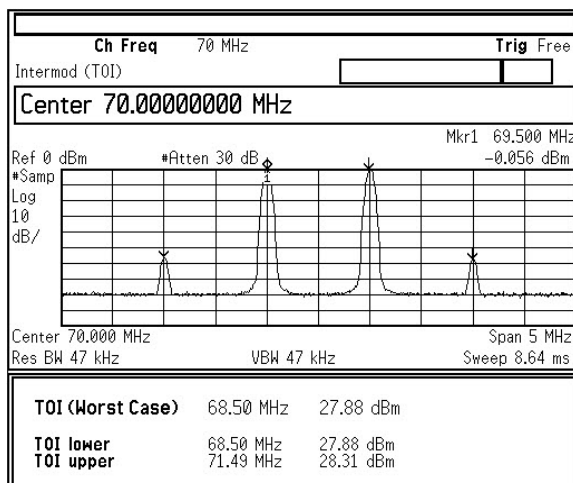 Ch Freq 70 MHz Trig Free
Intermod (TOI)
Center 70.00000000 MHz
Mkr1 69.500 MHz
Ref 0 dBm #Atten 30 dB -0.056 dBm
#Samp
Log
10
dB/
1
Center 70.000 MHz Span 5 MHz
Res BW 47 kHz VBW 47 kHz Sweep 8.64 ms
TOI (Worst Case) 68.50 MHz 27.88 dBm
TOI lower 68.50 MHz 27.88 dBm
TOI upper 71.49 MHz 28.31 dBm